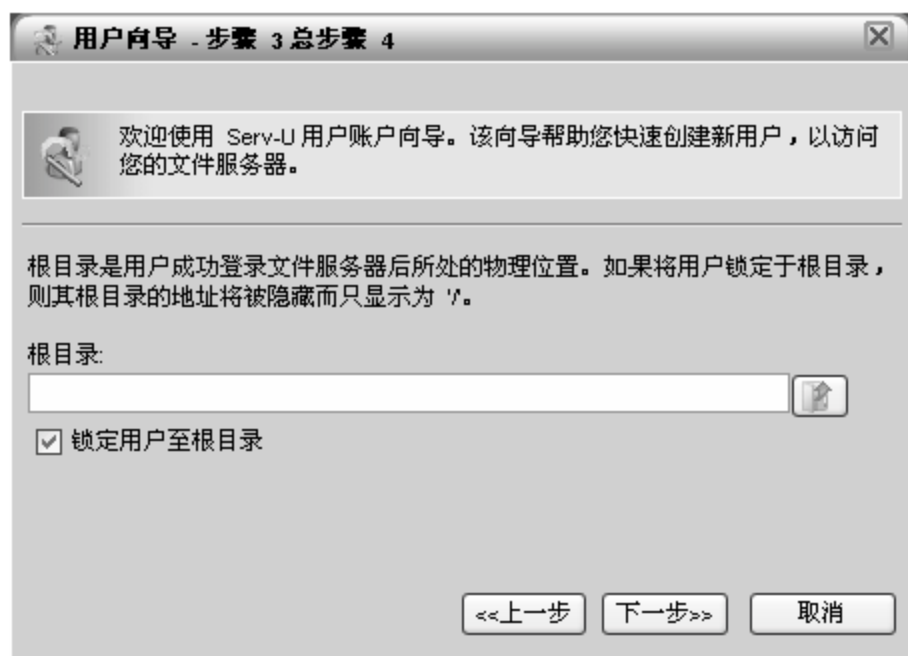 用户向导 - 步骤 3 总步骤 4
欢迎使用 Serv-U 用户账户向导。该向导帮助您快速创建新用户，以访问
您的文件服务器。
根目录是用户成功登录文件服务器后所处的物理位置。如果将用户锁定于根目录，
则其根目录的地址将被隐藏而只显示为 '/'。
根目录:
锁定用户至根目录
<<上一步
下一步>>
取消